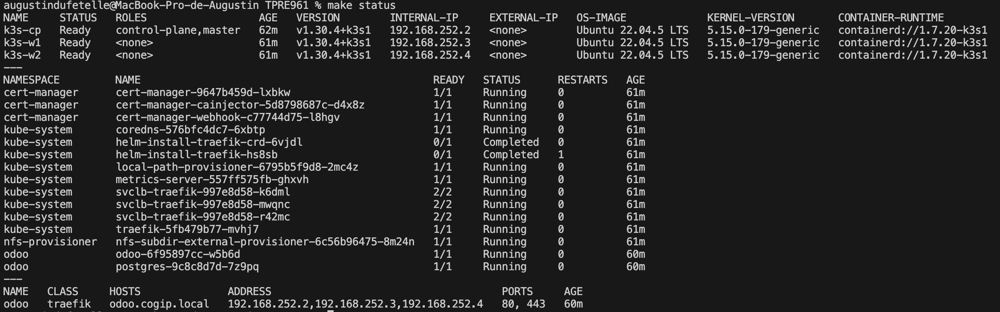 augustindufetelle@MacBook-Pro-de-Augustin TPRE961 % make status
NAME STATUS ROLES AGE VERSION INTERNAL-IP EXTERNAL-IP OS-IMAGE KERNEL-VERSION CONTAINER-RUNTIME
k3s-cp Ready control-plane,master 62m v1.30.4+k3s1 192.168.252.2 <none> Ubuntu 22.04.5 LTS 5.15.0-179-generic containerd://1.7.20-k3s1
k3s-w1 Ready <none> 61m v1.30.4+k3s1 192.168.252.3 <none> Ubuntu 22.04.5 LTS 5.15.0-179-generic containerd://1.7.20-k3s1
k3s-w2 Ready <none> 61m v1.30.4+k3s1 192.168.252.4 <none> Ubuntu 22.04.5 LTS 5.15.0-179-generic containerd://1.7.20-k3s1
---
NAMESPACE NAME READY STATUS RESTARTS AGE
cert-manager cert-manager-9647b459d-lxbkw 1/1 Running 0 61m
cert-manager cert-manager-cainjector-5d8798687c-d4x8z 1/1 Running 0 61m
cert-manager cert-manager-webhook-c77744d75-l8hgv 1/1 Running 0 61m
kube-system coredns-576bfc4dc7-6xbtp 1/1 Running 0 61m
kube-system helm-install-traefik-crd-6vjdl 0/1 Completed 0 61m
kube-system helm-install-traefik-hs8sb 0/1 Completed 1 61m
kube-system local-path-provisioner-6795b5f9d8-2mc4z 1/1 Running 0 61m
kube-system metrics-server-557ff575fb-ghxvh 1/1 Running 0 61m
kube-system svclb-traefik-997e8d58-k6dml 2/2 Running 0 61m
kube-system svclb-traefik-997e8d58-mwqnc 2/2 Running 0 61m
kube-system svclb-traefik-997e8d58-r42mc 2/2 Running 0 61m
kube-system traefik-5fb479b77-mvhj7 1/1 Running 0 61m
nfs-provisioner nfs-subdir-external-provisioner-6c56b96475-8m24n 1/1 Running 0 61m
odoo odoo-6f95897cc-w5b6d 1/1 Running 0 60m
odoo postgres-9c8c8d7d-7z9pq 1/1 Running 0 60m
---
NAME CLASS HOSTS ADDRESS PORTS AGE
odoo traefik odoo.cogip.local 192.168.252.2,192.168.252.3,192.168.252.4 80, 443 60m